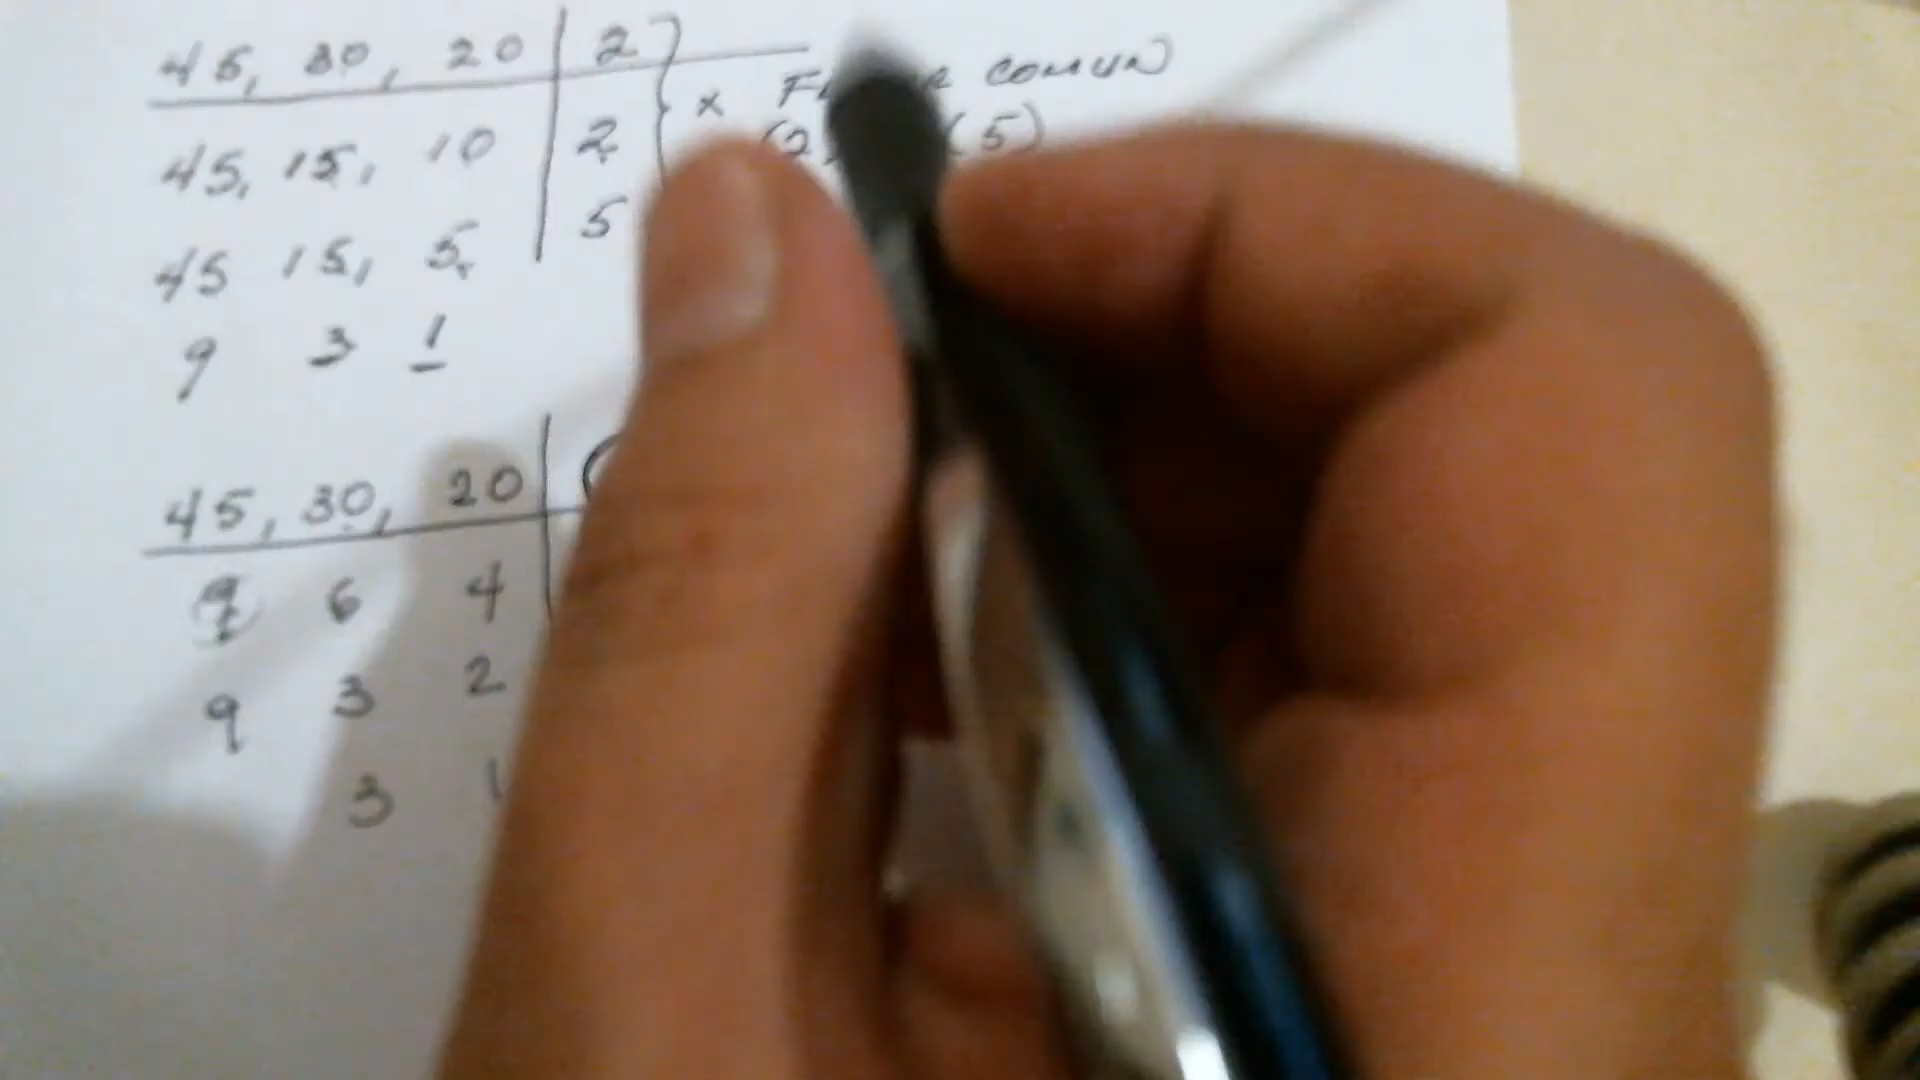 45, 30, 20 2
x comun
45, 15, 10 2 (5)
45 15, 5 5
9 3 1
45, 30, 20
9 6 4
9 3 2
3 1